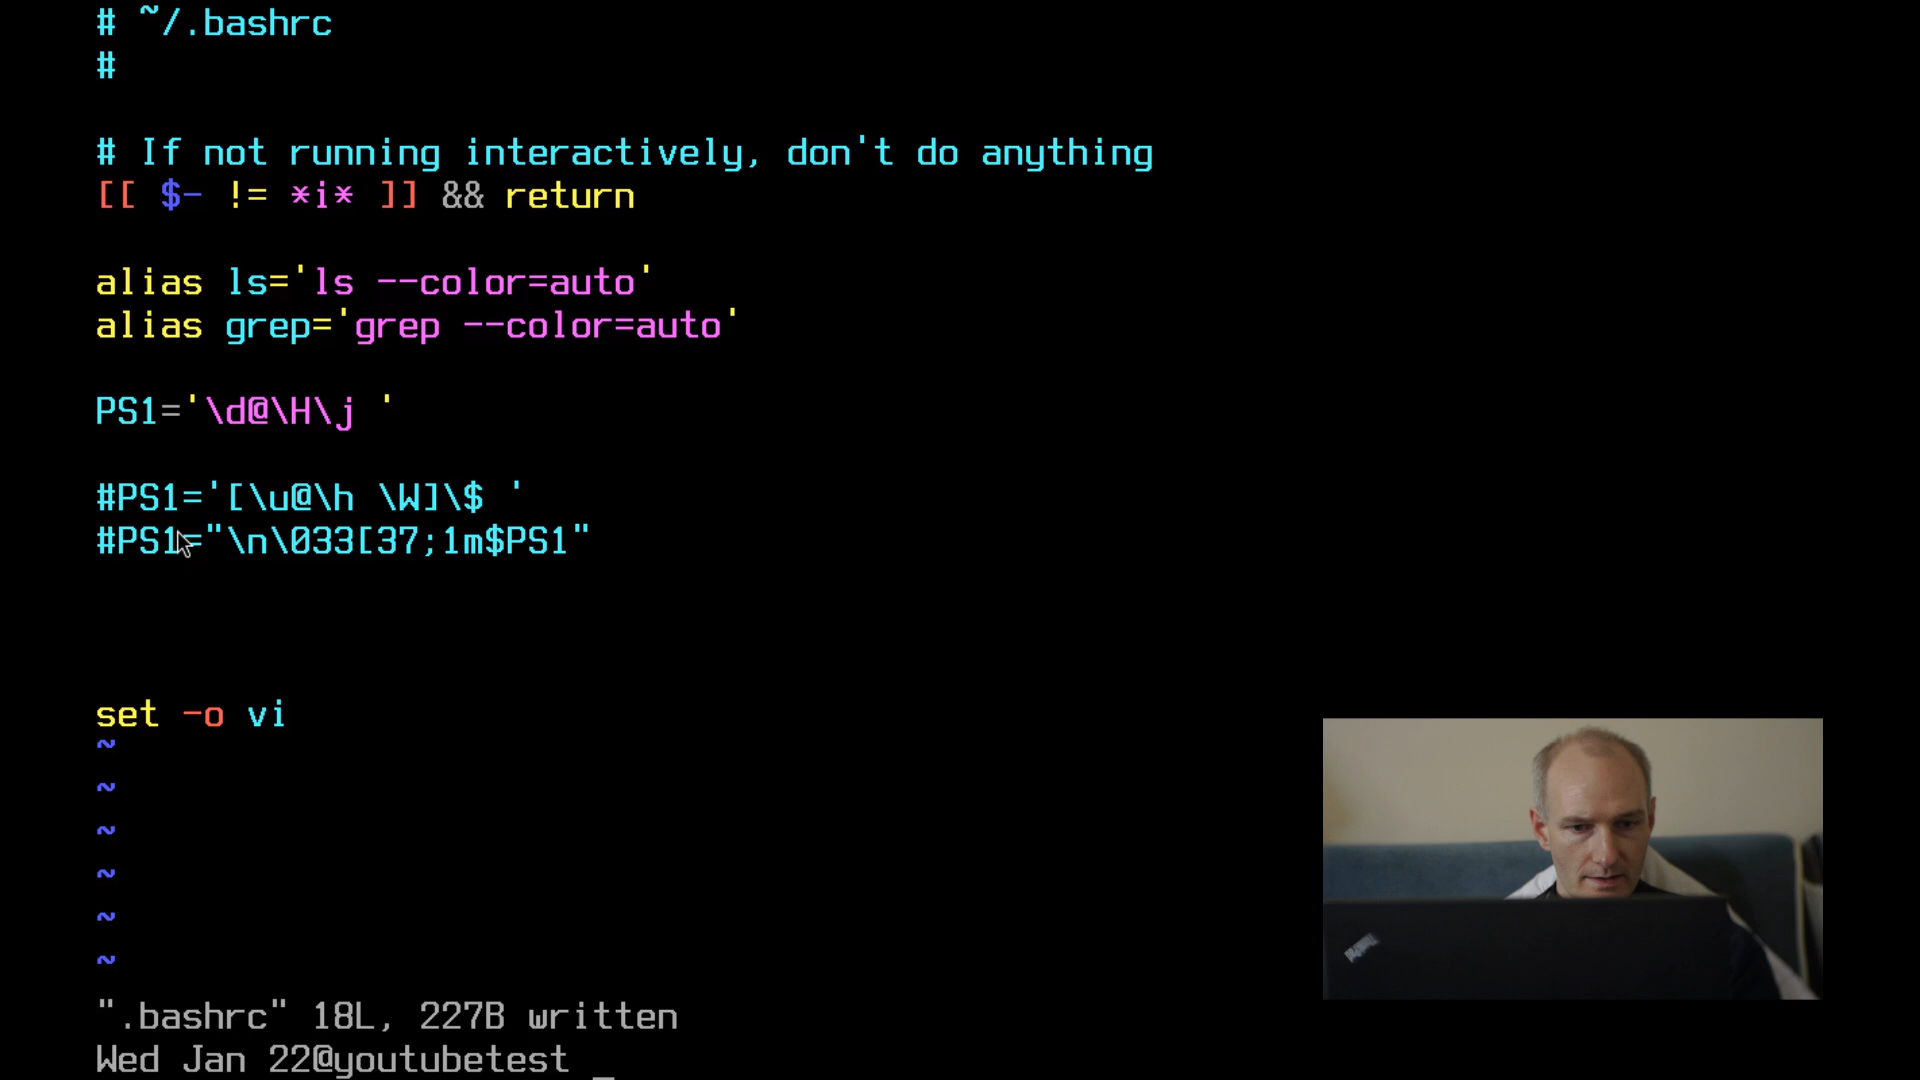 # ~/.bashrc
#
# If not running interactively, don't do anything
[[ $- != *i* ]] && return
alias ls='ls --color=auto'
alias grep='grep --color=auto'
PS1='\d@\H\j '
#PS1='[\u@\h \W]\$ '
#PS1="\n\033[37;1m$PS1"
set -o vi
~
~
~
~
~
~
".bashrc" 18L, 227B written
Wed Jan 22@youtubetest _